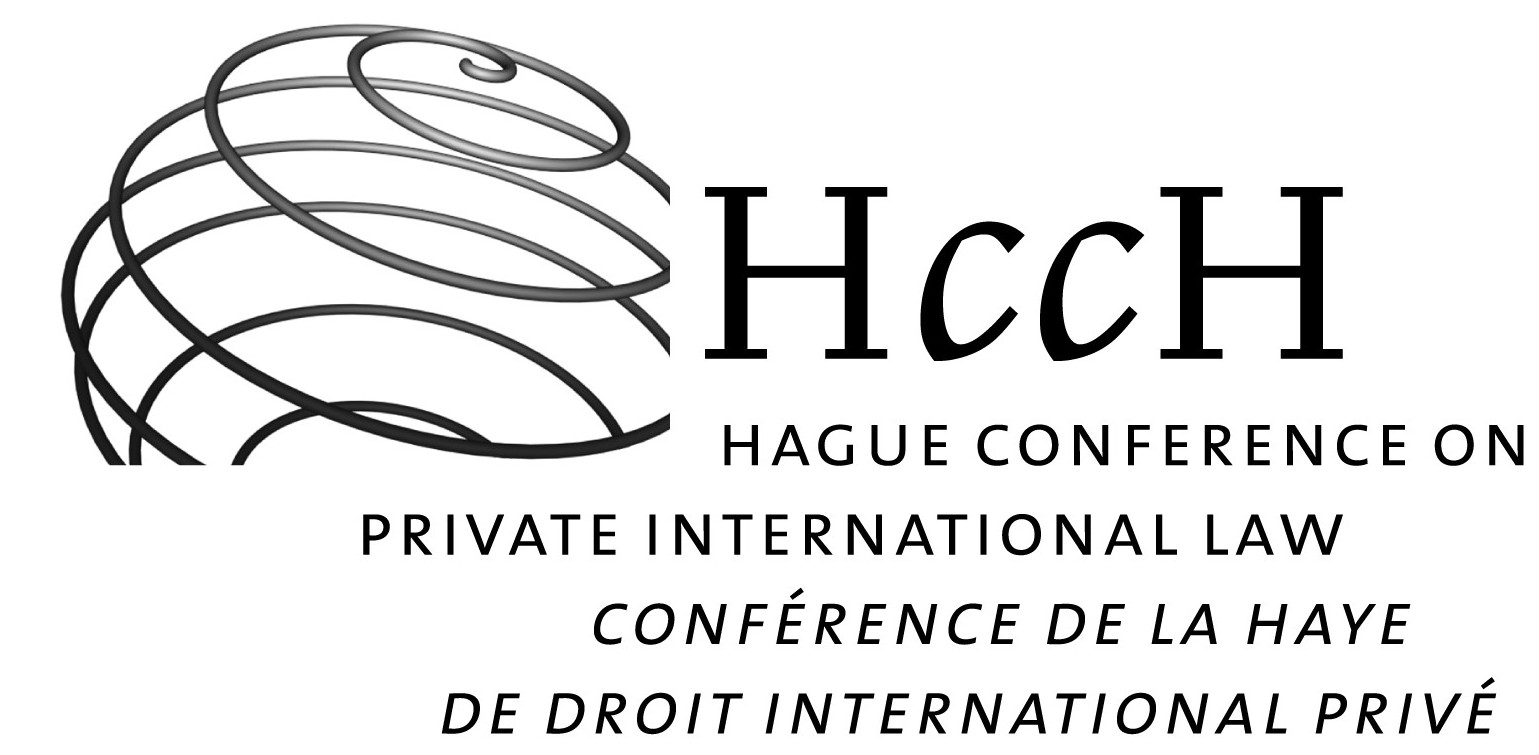 HccH
HAGUE CONFERENCE ON
PRIVATE INTERNATIONAL LAW
CONFÉRENCE DE LA HAYE
DE DROIT INTERNATIONAL PRIVÉ